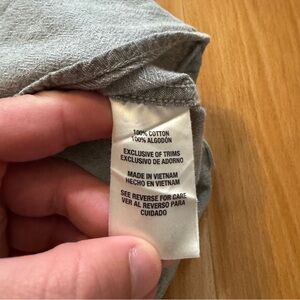 100% COTTON
100% ALGODÓN
EXCLUSIVE OF TRIMS
EXCLUSIVO DE ADORNO
MADE IN VIETNAM
HECHO EN VIETNAM
SEE REVERSE FOR CARE
VER AL REVERSO PARA
CUIDADO